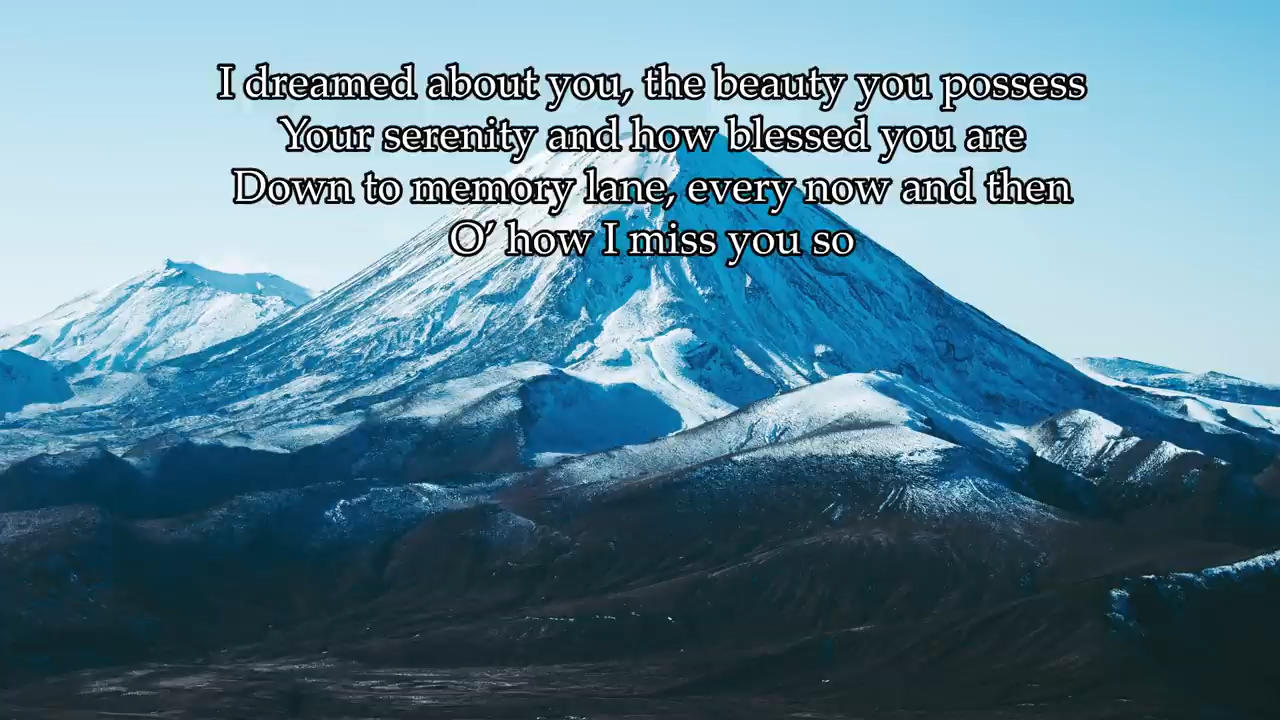 I dreamed about you, the beauty you possess
Your serenity and how blessed you are
Down to memory lane, every now and then
O’ how I miss you so